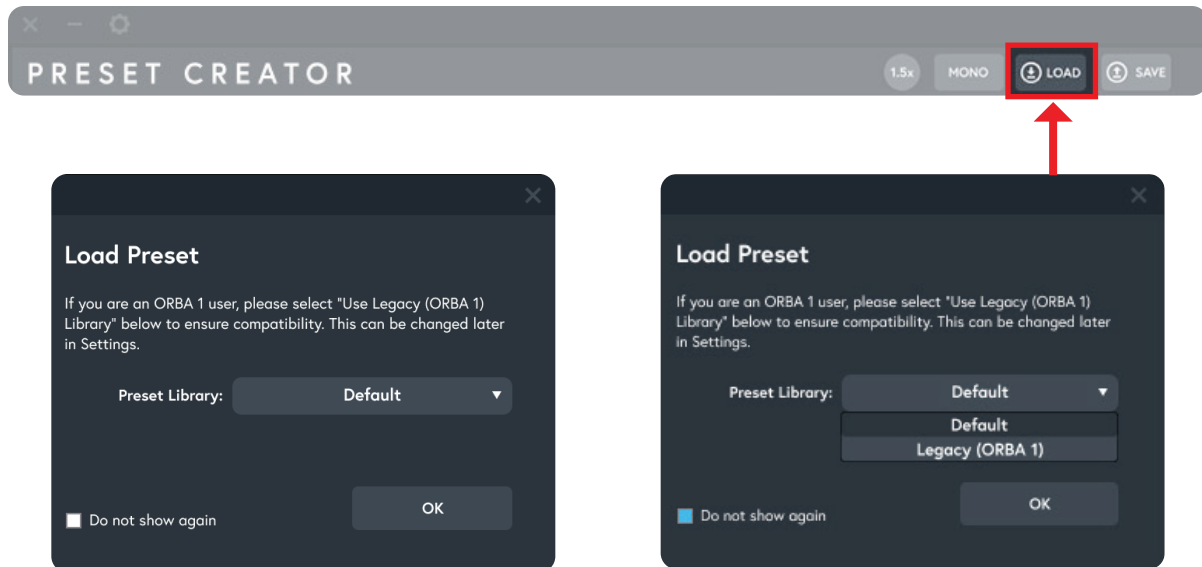 PRESET CREATOR
1.5x
MONO
LOAD
SAVE
Load Preset
If you are an ORBA 1 user, please select "Use Legacy (ORBA 1)
Library" below to ensure compatibility. This can be changed later
in Settings.
Preset Library:
Default
Do not show again
OK
Load Preset
If you are an ORBA 1 user, please select "Use Legacy (ORBA 1)
Library" below to ensure compatibility. This can be changed later
in Settings.
Preset Library:
Default
Default
Legacy (ORBA 1)
Do not show again
OK